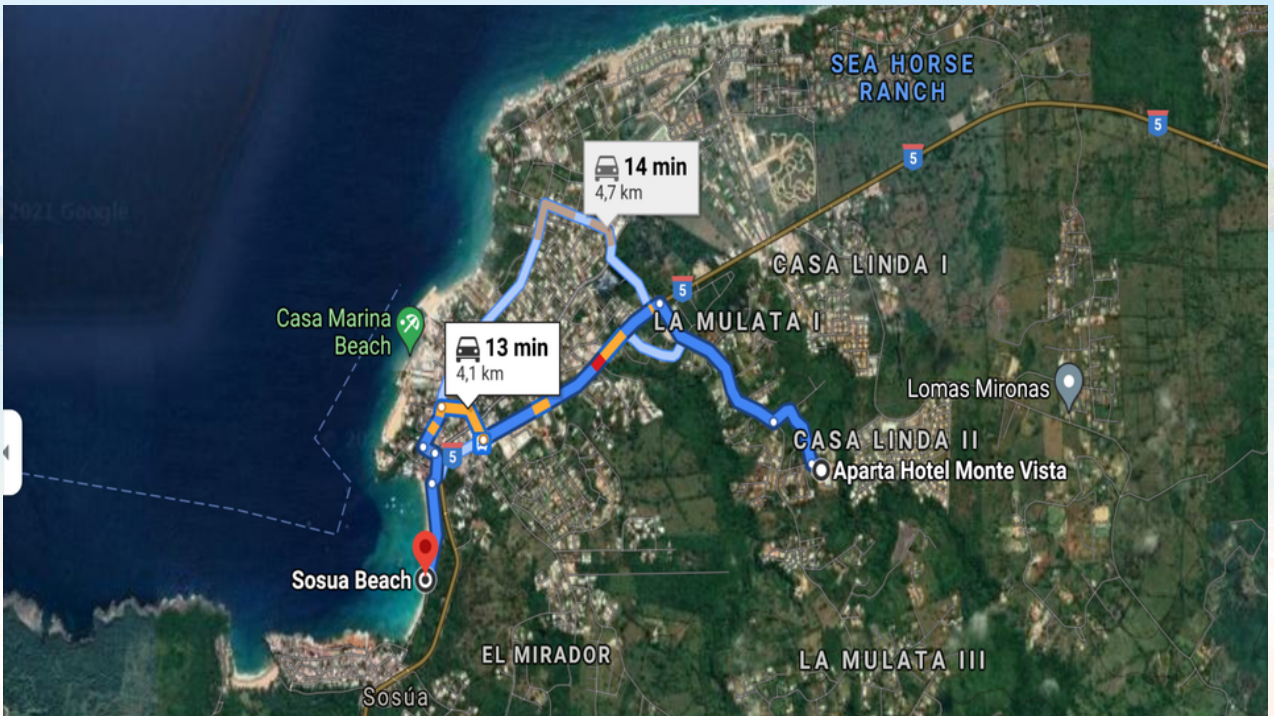 SEA HORSE
RANCH
5
5
14 min
4,7 km
2021 Google
CASA LINDA I
5
Casa Marina
Beach
LA MULATA I
13 min
4,1 km
Lomas Mironas
CASA LINDA II
5
Aparta Hotel Monte Vista
Sosua Beach
EL MIRADOR
LA MULATA III
Sosúa